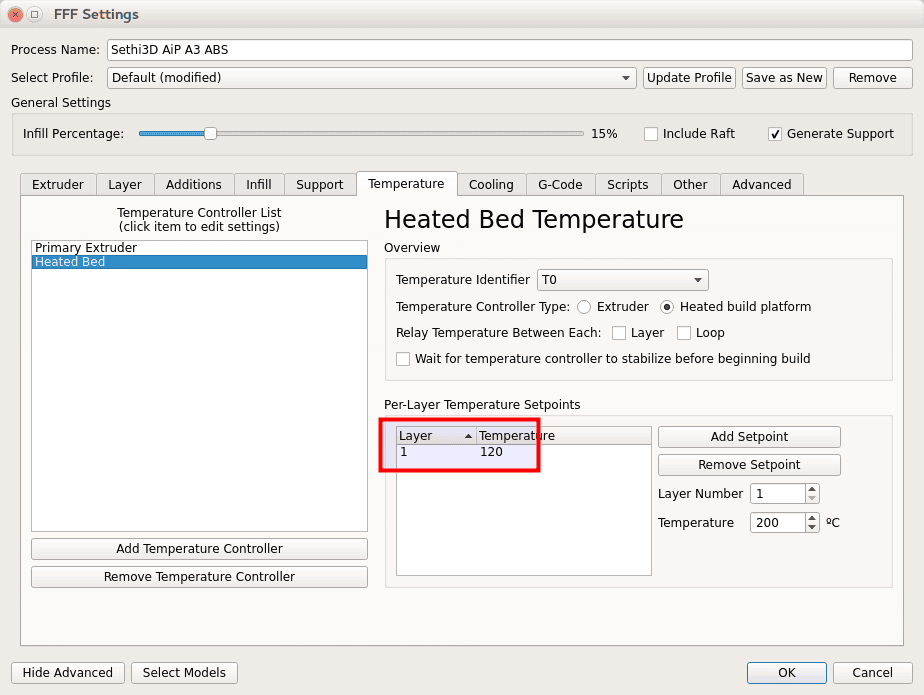 FFF Settings
Process Name: Sethi3D AiP A3 ABS
Select Profile: Default (modified) Update Profile Save as New Remove
General Settings
Infill Percentage: 15% Include Raft Generate Support
Extruder Layer Additions Infill Support Temperature Cooling G-Code Scripts Other Advanced
Temperature Controller List
(click item to edit settings)
Primary Extruder
Heated Bed
Add Temperature Controller
Remove Temperature Controller
Heated Bed Temperature
Overview
Temperature Identifier T0
Temperature Controller Type: Extruder Heated build platform
Relay Temperature Between Each: Layer Loop
Wait for temperature controller to stabilize before beginning build
Per-Layer Temperature Setpoints
Layer Temperature
1 120
Add Setpoint
Remove Setpoint
Layer Number 1
Temperature 200 ºC
Hide Advanced Select Models OK Cancel